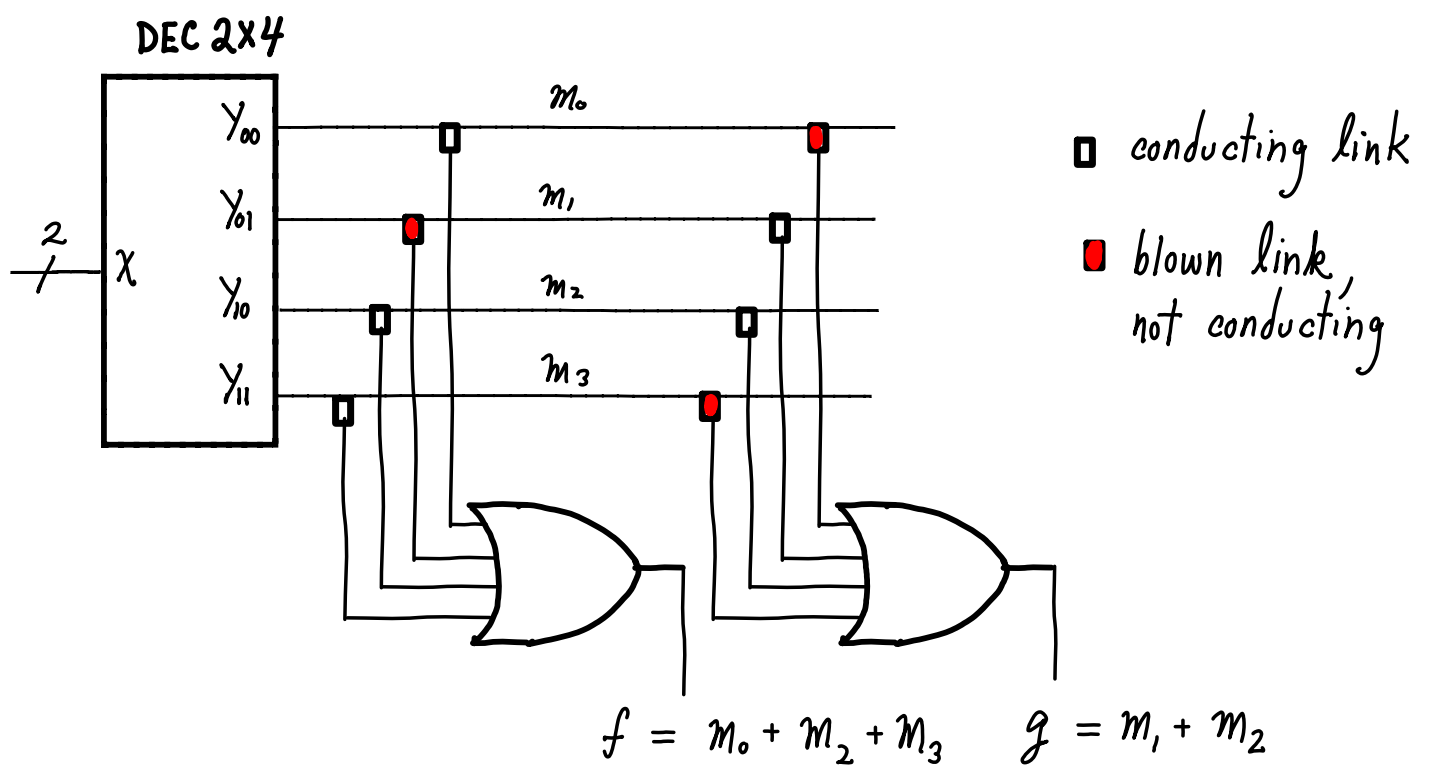 DEC 2X4
Y₀₀
m₀
conducting link
Y₀₁
m₁
2
X
blown link,
not conducting
Y₁₀
m₂
Y₁₁
m₃
f = m₀ + m₂ + m₃
g = m₁ + m₂